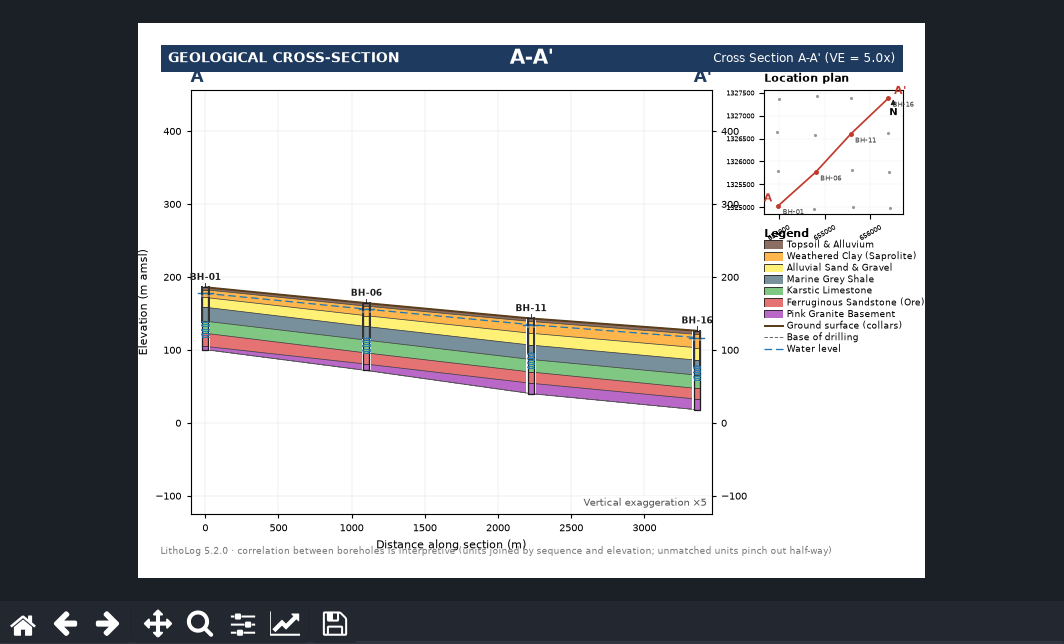 GEOLOGICAL CROSS-SECTION
A-A'
Cross Section A-A' (VE = 5.0x)
A
A'
Location plan
A'
BH-16
N
BH-11
BH-06
A
BH-01
1327500
1327000
1326500
1326000
1325500
1325000
655000
656000
Legend
Topsoil & Alluvium
Weathered Clay (Saprolite)
Alluvial Sand & Gravel
Marine Grey Shale
Karstic Limestone
Ferruginous Sandstone (Ore)
Pink Granite Basement
Ground surface (collars)
Base of drilling
Water level
Elevation (m amsl)
400
300
200
100
0
−100
400
300
200
100
0
−100
BH-01
BH-06
BH-11
BH-16
Vertical exaggeration ×5
0
500
1000
1500
2000
2500
3000
Distance along section (m)
LithoLog 5.2.0 · correlation between boreholes is interpretive (units joined by sequence and elevation; unmatched units pinch out half-way)